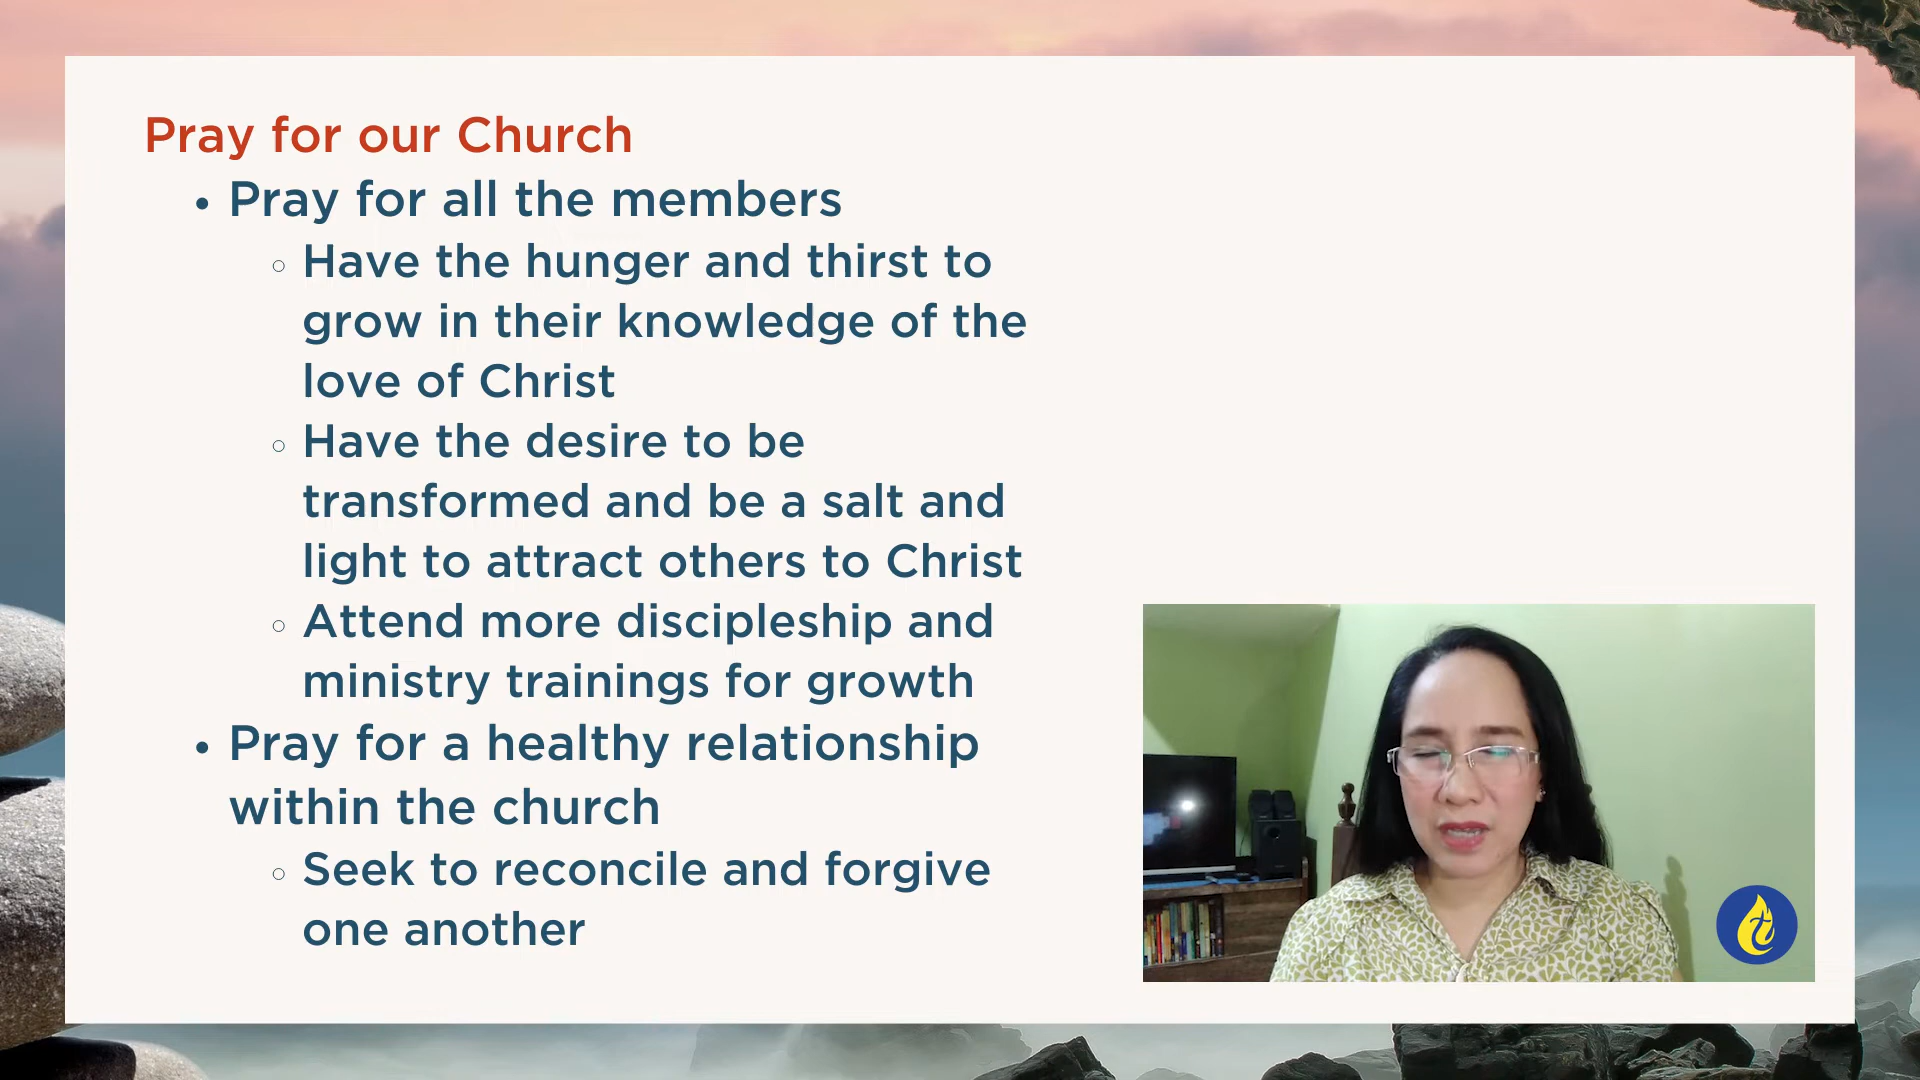 Pray for our Church
• Pray for all the members
◦ Have the hunger and thirst to
grow in their knowledge of the
love of Christ
◦ Have the desire to be
transformed and be a salt and
light to attract others to Christ
◦ Attend more discipleship and
ministry trainings for growth
• Pray for a healthy relationship
within the church
◦ Seek to reconcile and forgive
one another